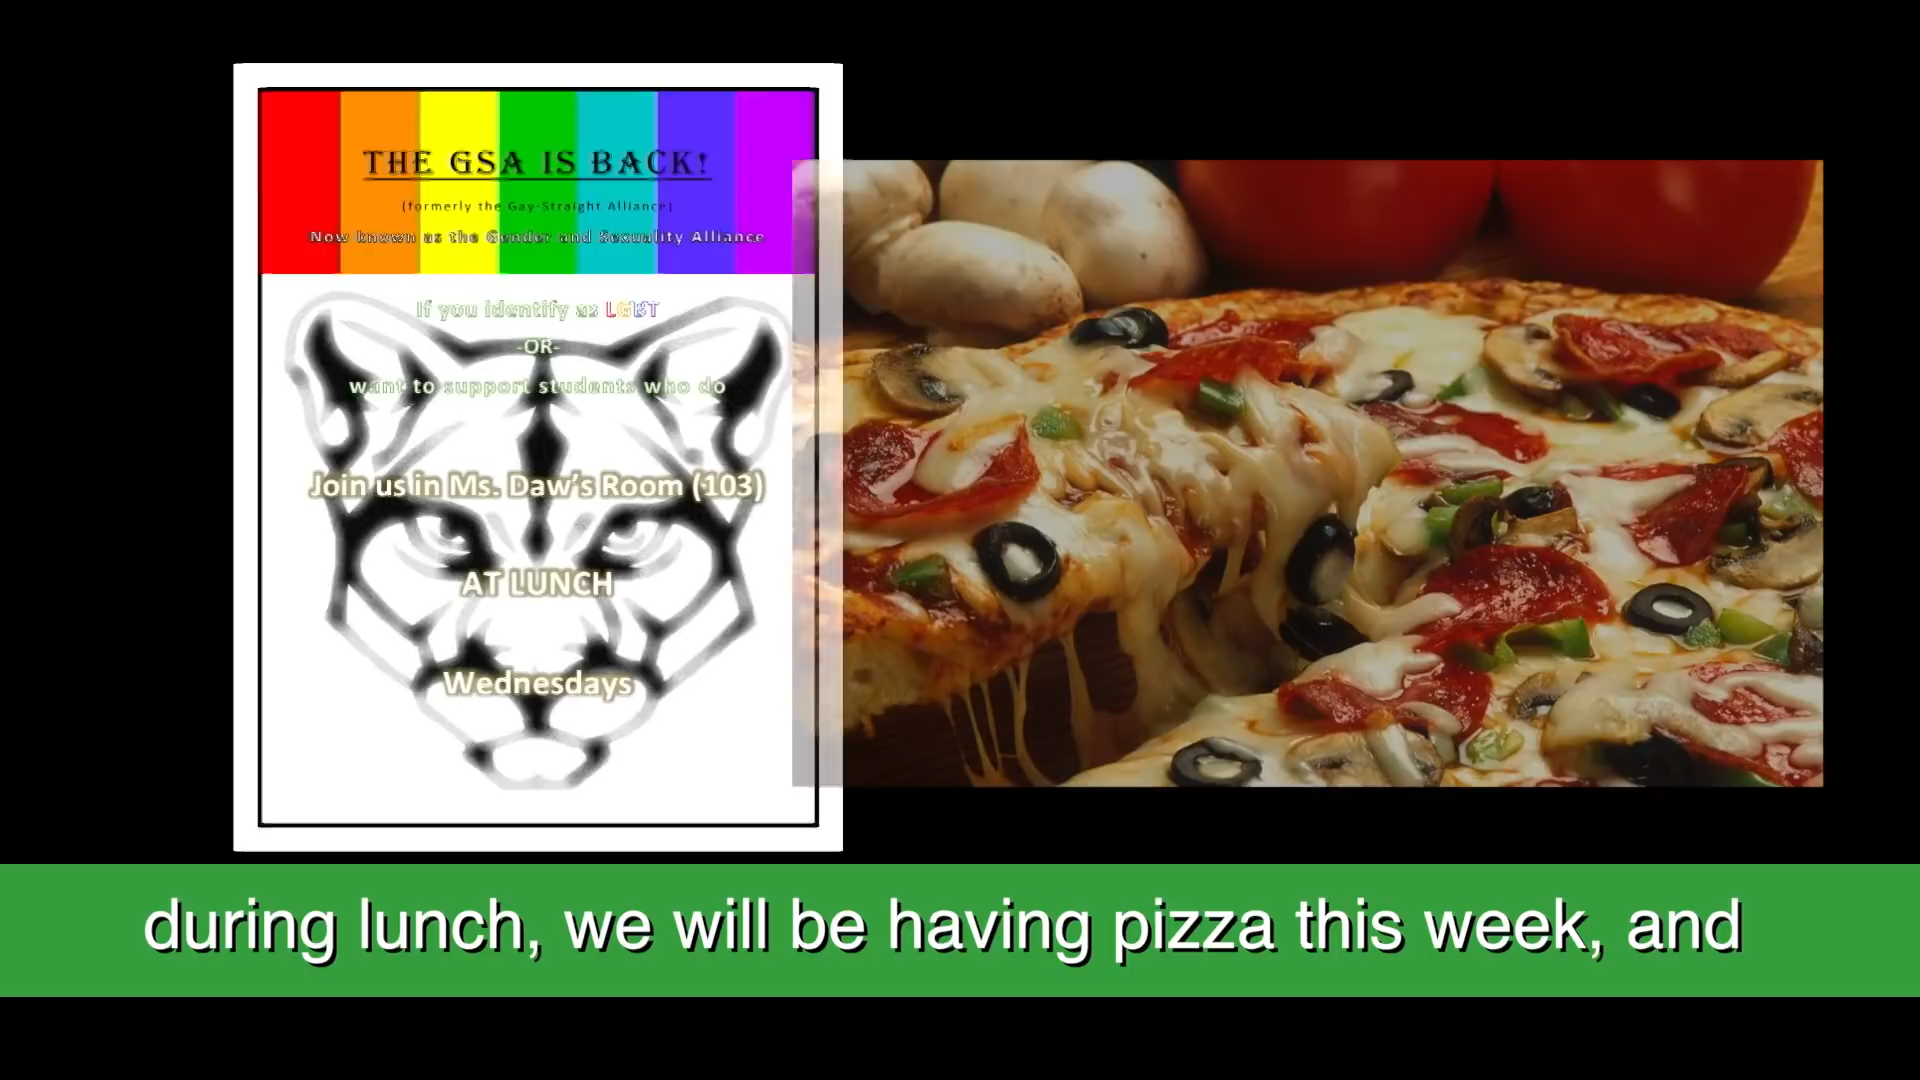 THE GSA IS BACK!
(formerly the Gay-Straight Alliance)
Now known as the Gender and Sexuality Alliance
If you identify as LGBT
-OR-
want to support students who do
Join us in Ms. Daw's Room (103)
AT LUNCH
Wednesdays
during lunch, we will be having pizza this week, and